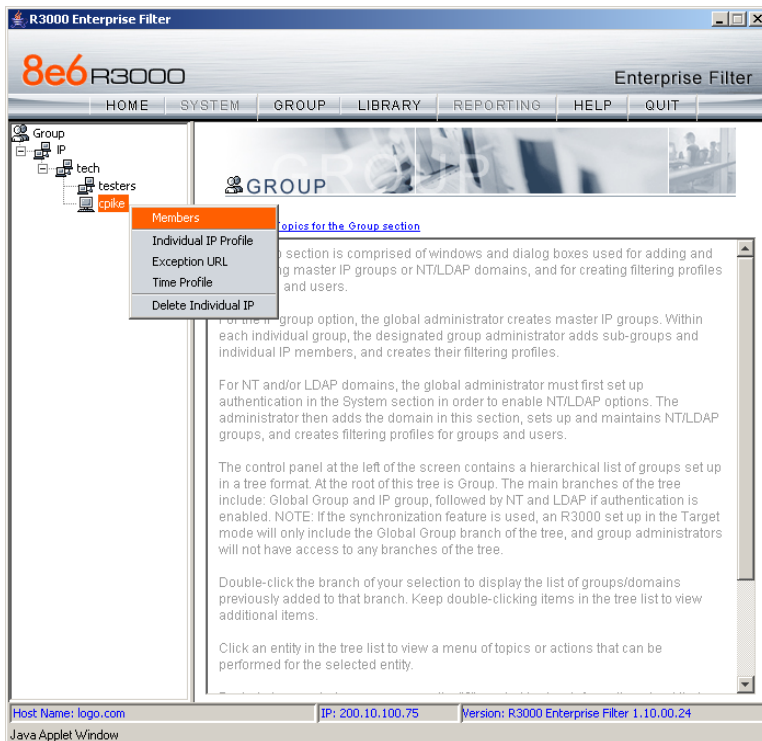 R3000 Enterprise Filter
8e6 R3000
Enterprise Filter
HOME SYSTEM GROUP LIBRARY REPORTING HELP QUIT
Group
IP
tech
testers
cpike
Members
Individual IP Profile
Exception URL
Time Profile
Delete Individual IP
GROUP
GROUP
opics for the Group section
section is comprised of windows and dialog boxes used for adding and
ng master IP groups or NT/LDAP domains, and for creating filtering profiles
and users.
For the IP group option, the global administrator creates master IP groups. Within
each individual group, the designated group administrator adds sub-groups and
individual IP members, and creates their filtering profiles.
For NT and/or LDAP domains, the global administrator must first set up
authentication in the System section in order to enable NT/LDAP options. The
administrator then adds the domain in this section, sets up and maintains NT/LDAP
groups, and creates filtering profiles for groups and users.
The control panel at the left of the screen contains a hierarchical list of groups set up
in a tree format. At the root of this tree is Group. The main branches of the tree
include: Global Group and IP group, followed by NT and LDAP if authentication is
enabled. NOTE: If the synchronization feature is used, an R3000 set up in the Target
mode will only include the Global Group branch of the tree, and group administrators
will not have access to any branches of the tree.
Double-click the branch of your selection to display the list of groups/domains
previously added to that branch. Keep double-clicking items in the tree list to view
additional items.
Click an entity in the tree list to view a menu of topics or actions that can be
performed for the selected entity.
Host Name: logo.com
IP: 200.10.100.75
Version: R3000 Enterprise Filter 1.10.00.24
Java Applet Window